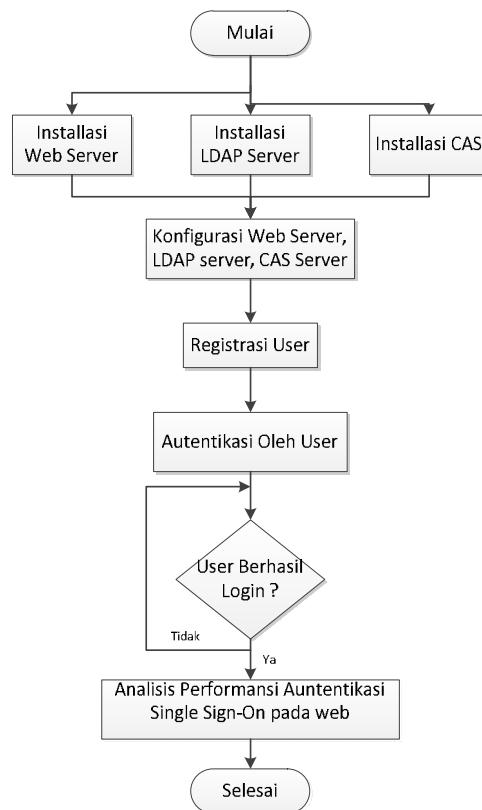 Mulai
Installasi
Web Server
Installasi
LDAP Server
Installasi CAS
Konfigurasi Web Server,
LDAP server, CAS Server
Registrasi User
Autentikasi Oleh User
User Berhasil
Login ?
Tidak
Ya
Analisis Performansi Auntentikasi
Single Sign-On pada web
Selesai